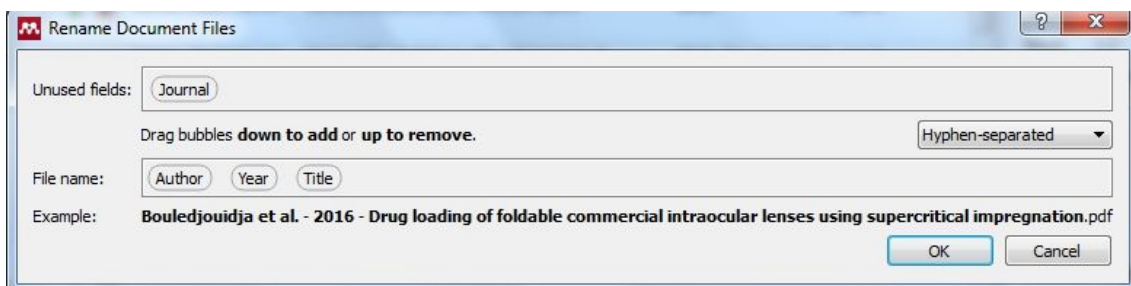 Rename Document Files
Unused fields: Journal
Drag bubbles down to add or up to remove. Hyphen-separated
File name: Author Year Title
Example: Bouledjouidja et al. - 2016 - Drug loading of foldable commercial intraocular lenses using supercritical impregnation.pdf
OK Cancel